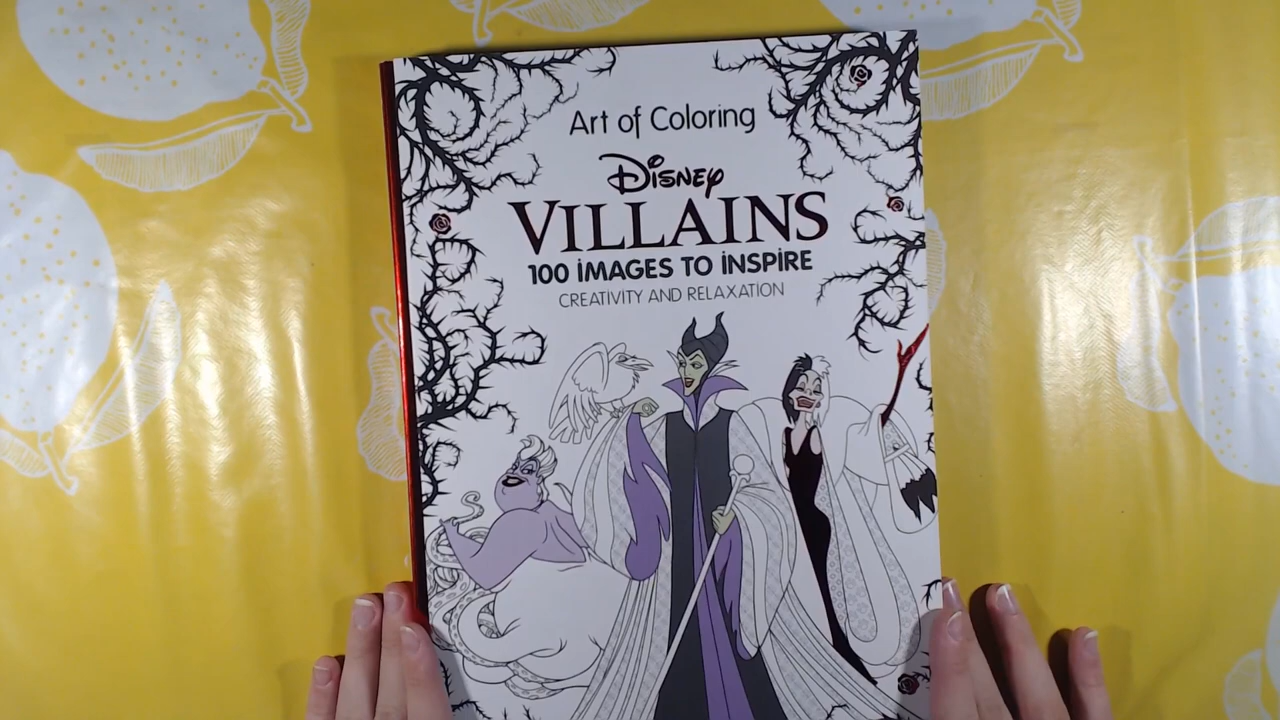 Art of Coloring
Disney
VILLAINS
100 IMAGES TO INSPIRE
CREATIVITY AND RELAXATION